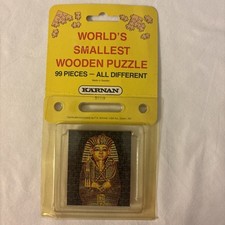 WORLD'S
SMALLEST
WOODEN PUZZLE
99 PIECES – ALL DIFFERENT
KARNAN